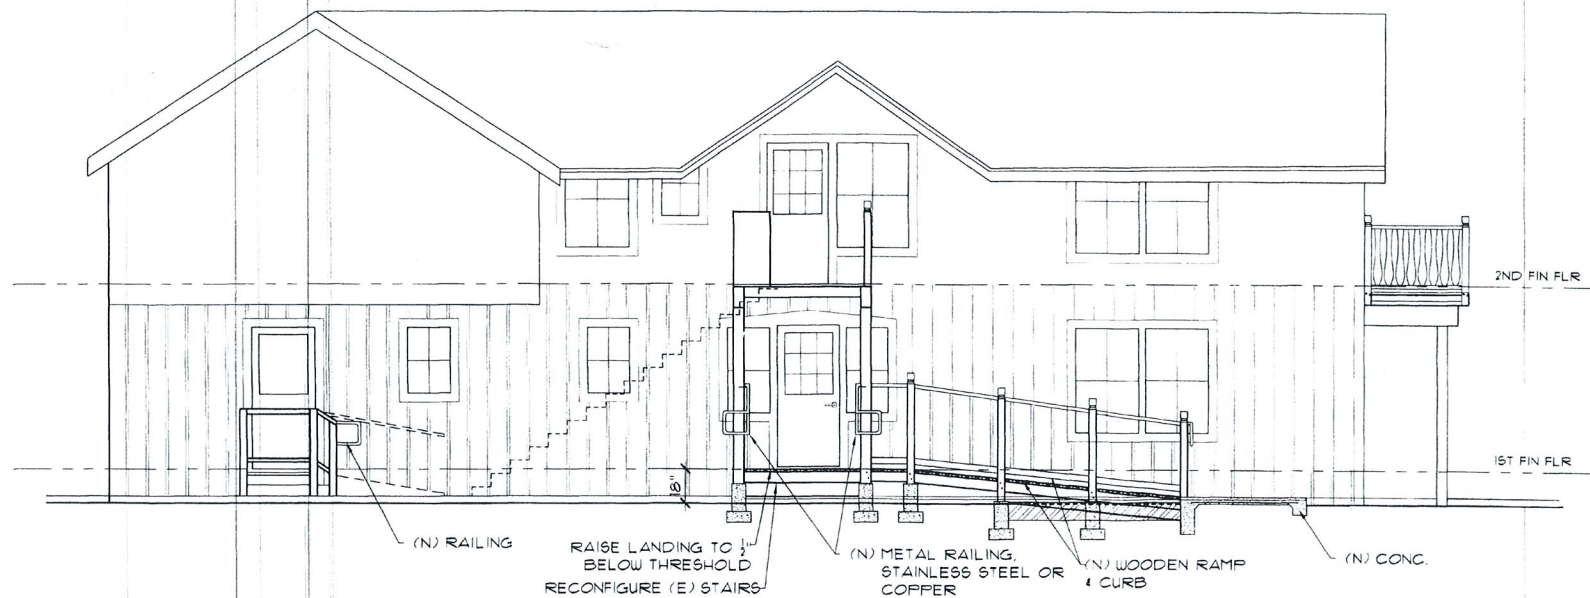 2ND FIN FLR
1ST FIN FLR
18"
(N) RAILING
RAISE LANDING TO ½"
BELOW THRESHOLD
RECONFIGURE (E) STAIRS
(N) METAL RAILING,
STAINLESS STEEL OR
COPPER
(N) WOODEN RAMP
& CURB
(N) CONC.